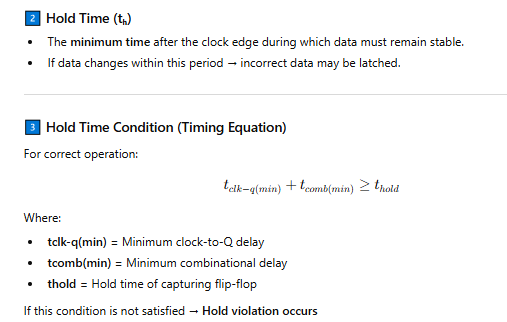 2 Hold Time (tₕ)
• The minimum time after the clock edge during which data must remain stable.
• If data changes within this period → incorrect data may be latched.
3 Hold Time Condition (Timing Equation)
For correct operation:
t_{clk−q(min)} + t_{comb(min)} ≥ t_{hold}
Where:
• tclk-q(min) = Minimum clock-to-Q delay
• tcomb(min) = Minimum combinational delay
• thold = Hold time of capturing flip-flop
If this condition is not satisfied → Hold violation occurs